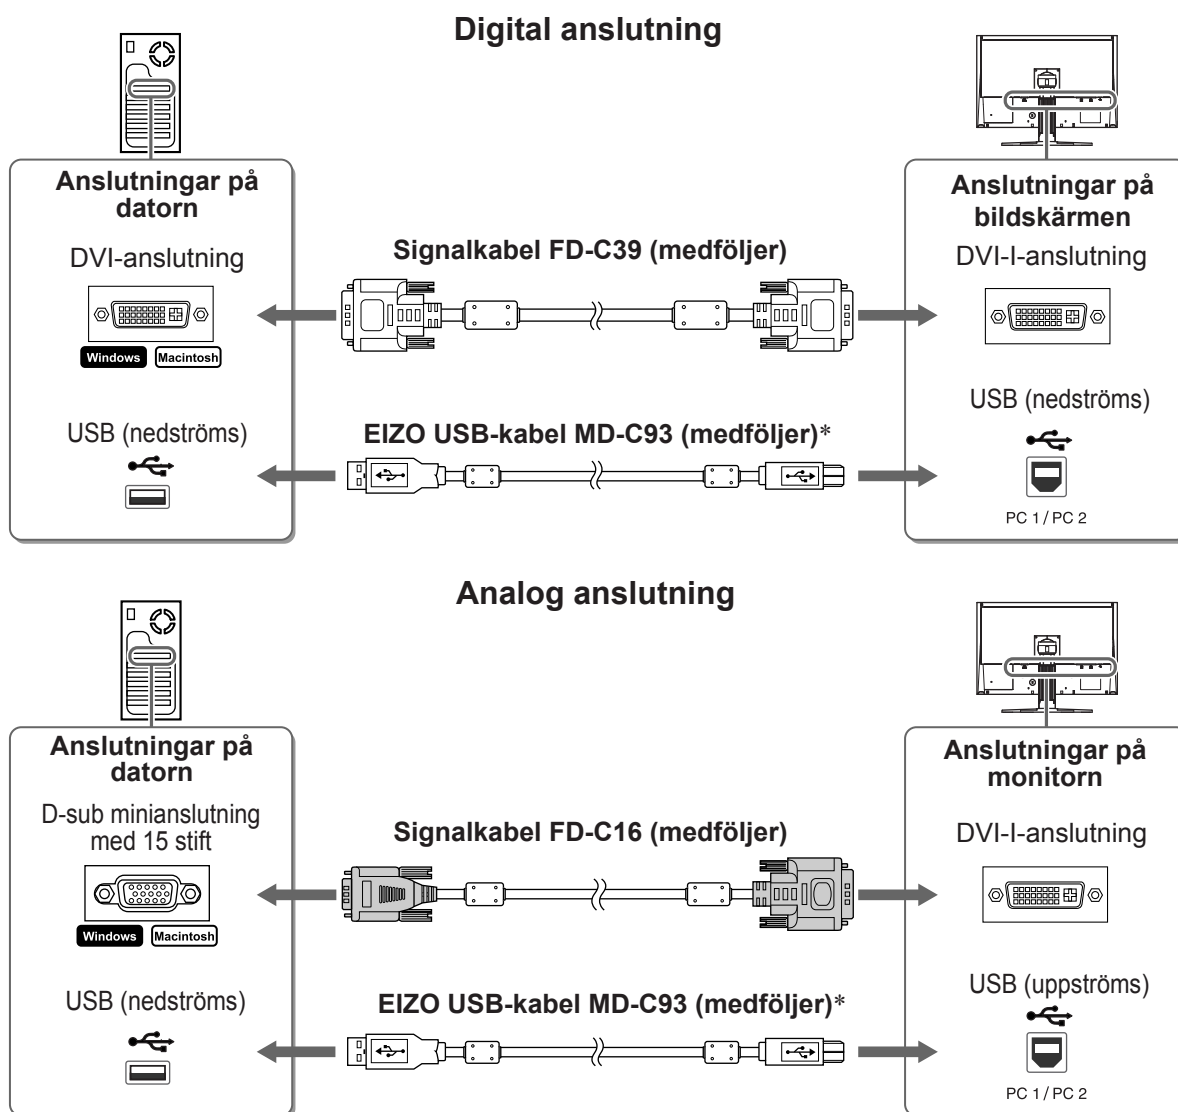 Digital anslutning
Anslutningar på
datorn
DVI-anslutning
Windows Macintosh
USB (nedströms)
Signalkabel FD-C39 (medföljer)
EIZO USB-kabel MD-C93 (medföljer)*
Anslutningar på
bildskärmen
DVI-I-anslutning
USB (nedströms)
PC 1 / PC 2
Analog anslutning
Anslutningar på
datorn
D-sub minianslutning
med 15 stift
Windows Macintosh
USB (nedströms)
Signalkabel FD-C16 (medföljer)
EIZO USB-kabel MD-C93 (medföljer)*
Anslutningar på
monitorn
DVI-I-anslutning
USB (uppströms)
PC 1 / PC 2